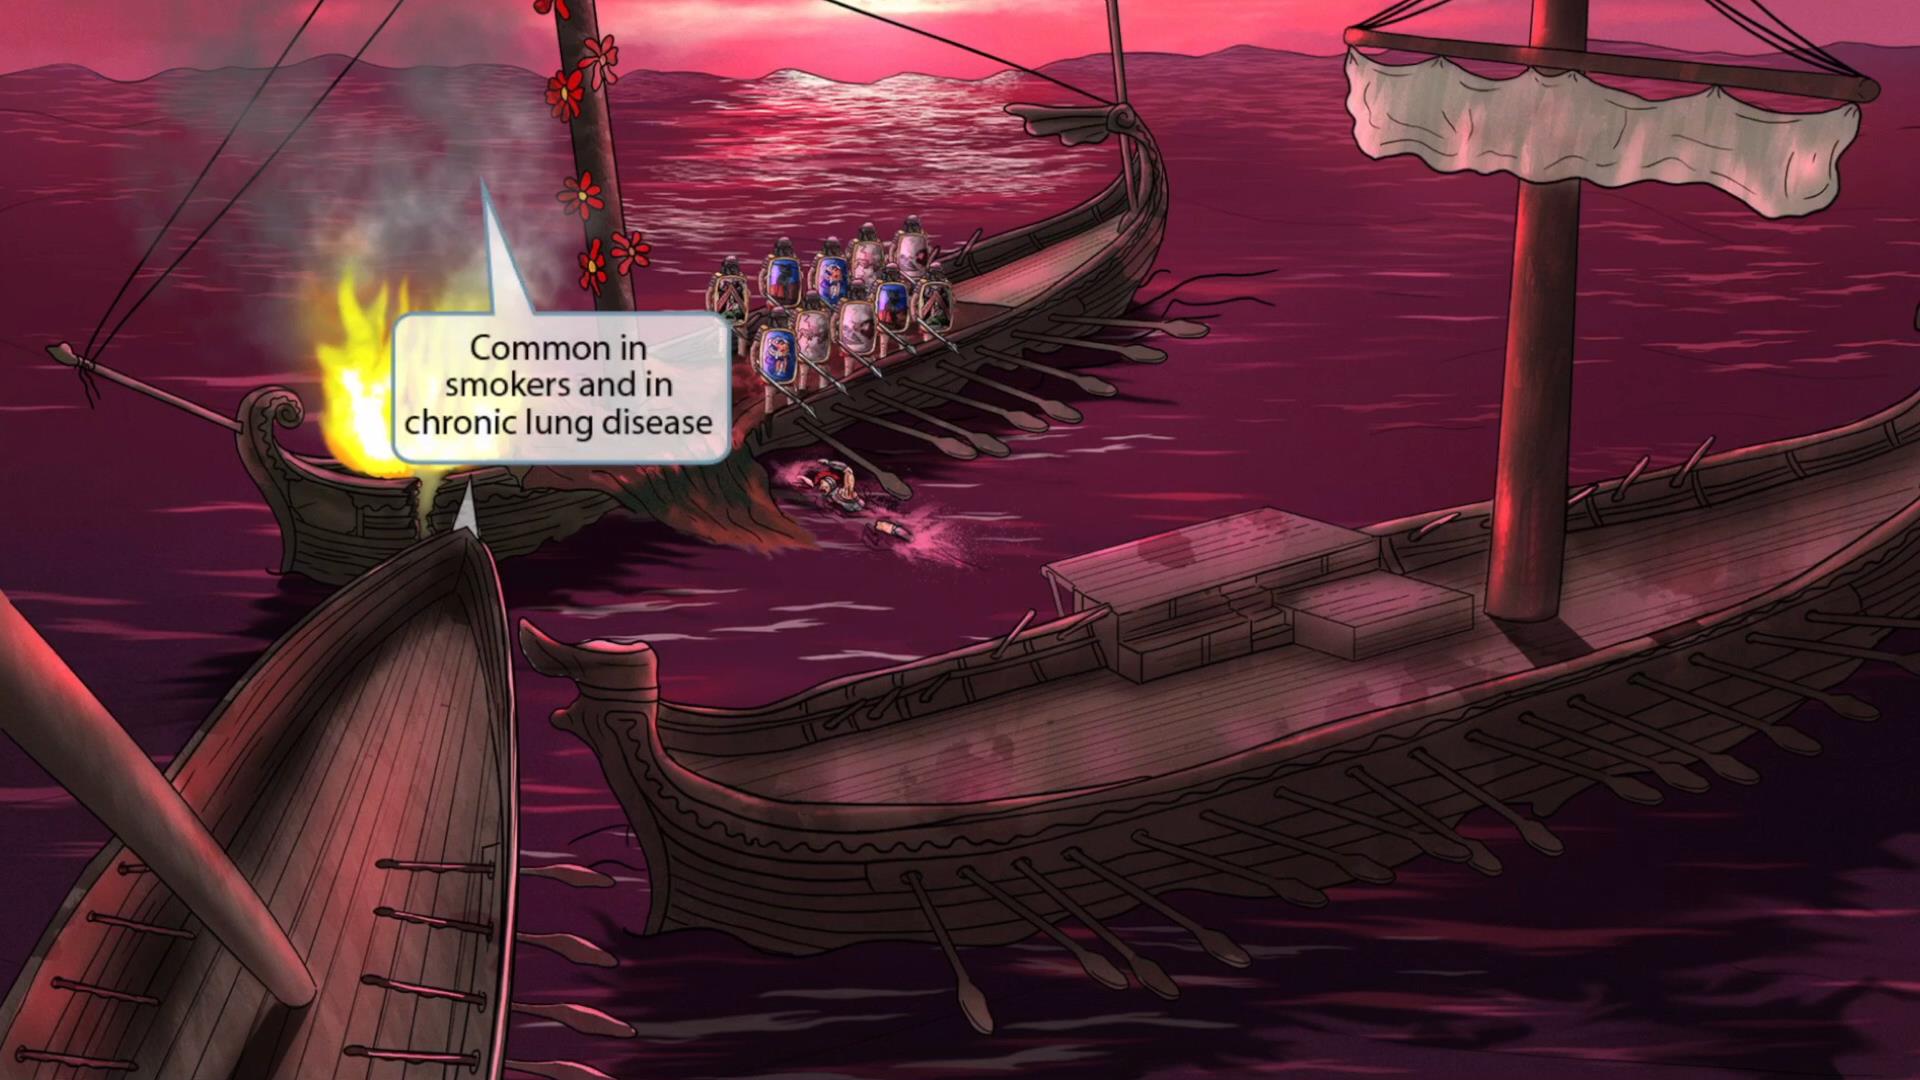 Common in
smokers and in
chronic lung disease